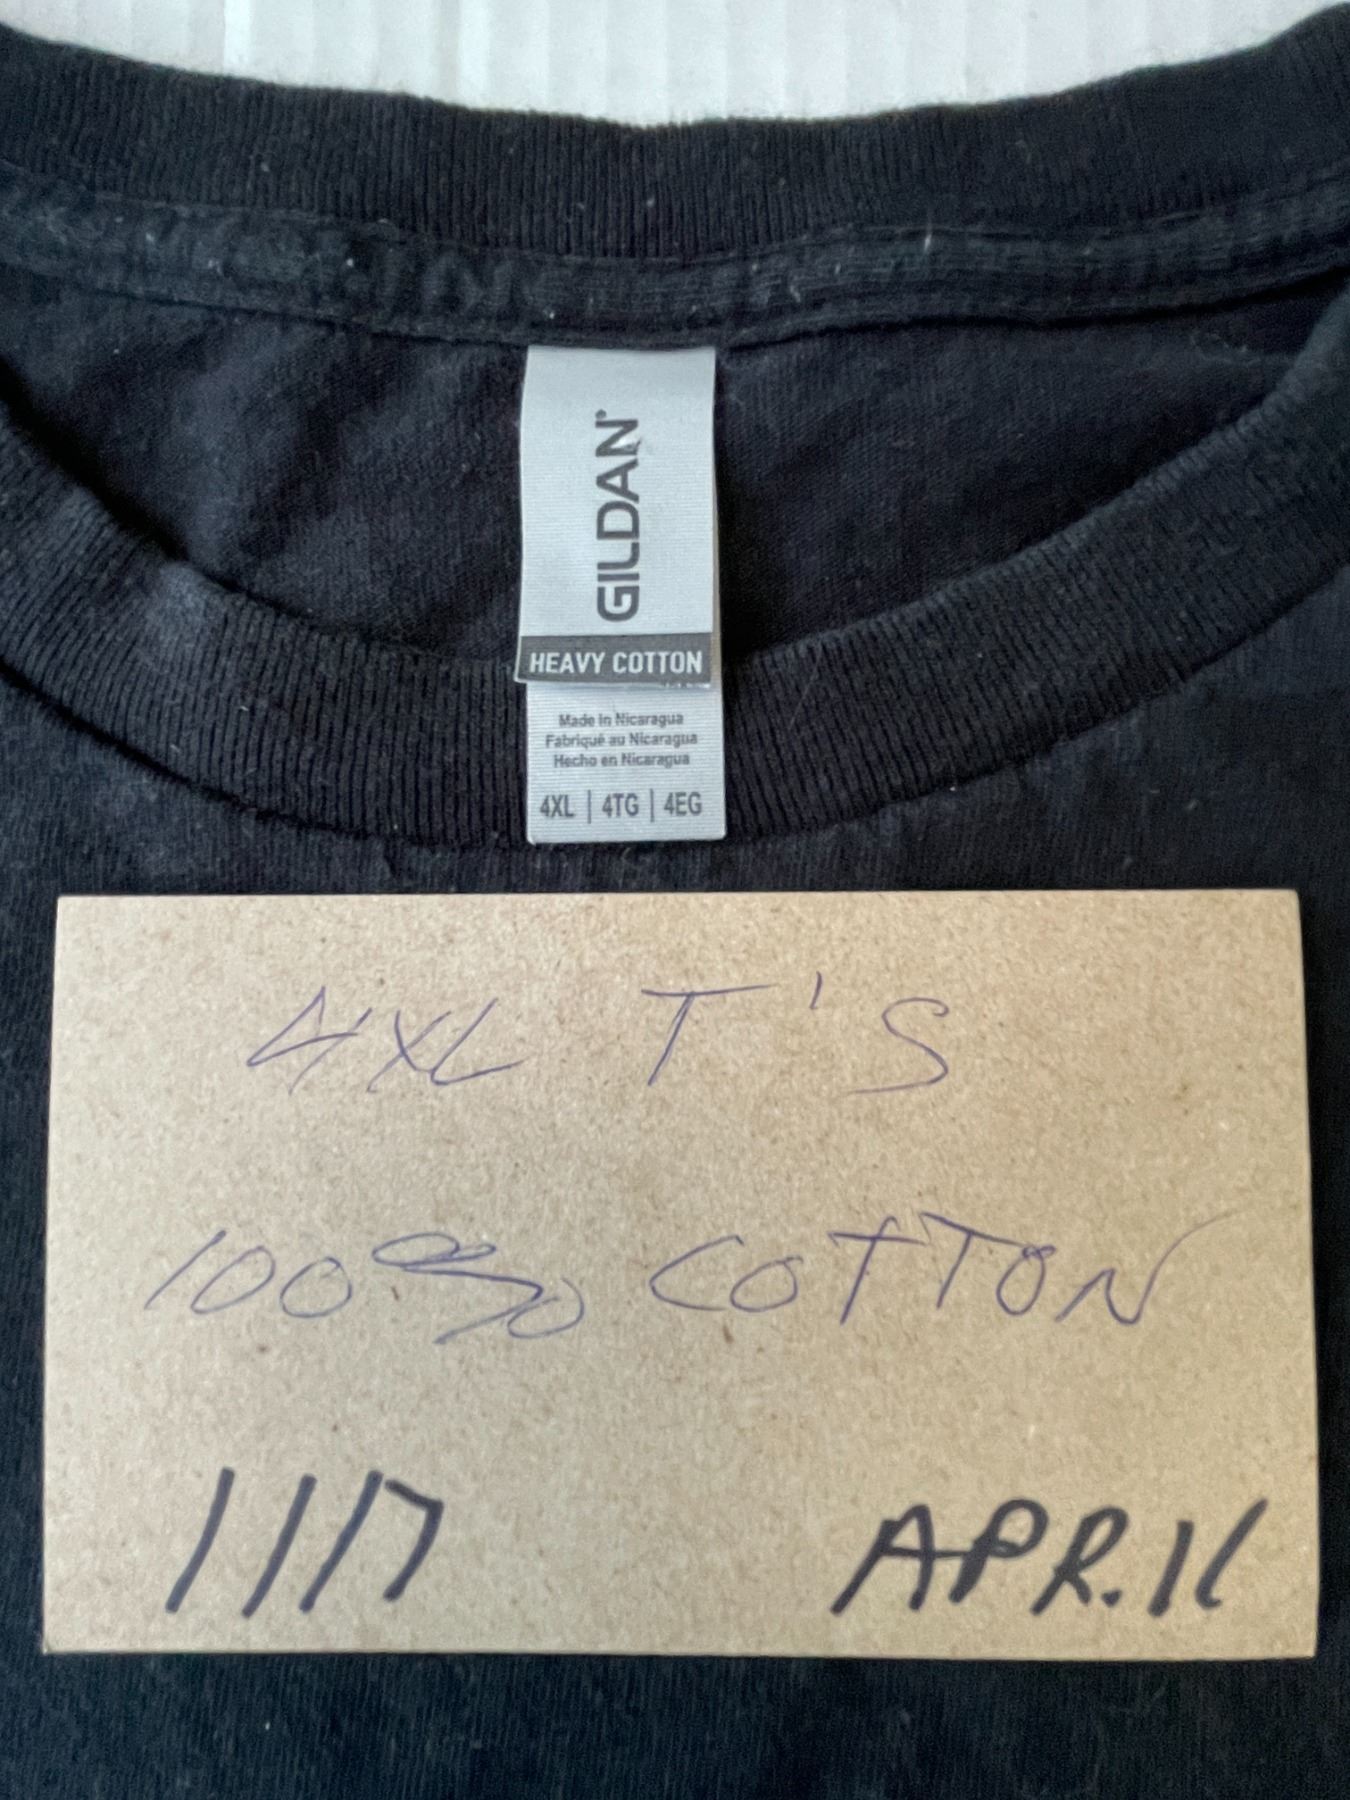 GILDAN®
HEAVY COTTON
Made in Nicaragua
Fabriqué au Nicaragua
Hecho en Nicaragua
4XL | 4TG | 4EG
4XL T'S
100% COTTON
1117 APR. 11